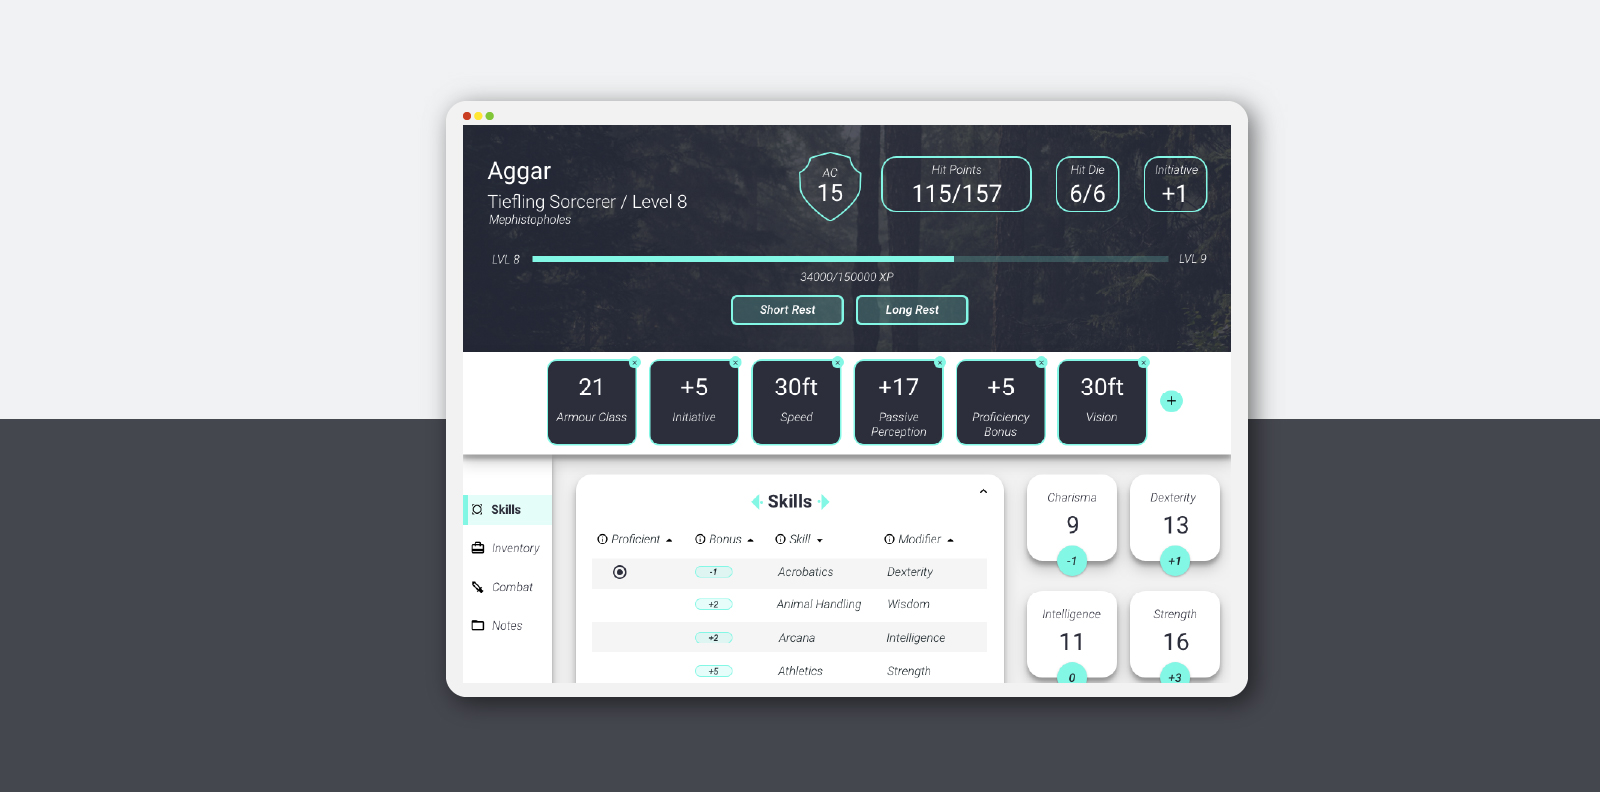 Aggar
Tiefling Sorcerer / Level 8
Mephistopholes
AC
15
Hit Points
115/157
Hit Die
6/6
Initiative
+1
LVL 8
LVL 9
34000/150000 XP
Short Rest
Long Rest
21
Armour Class
+5
Initiative
30ft
Speed
+17
Passive
Perception
+5
Proficiency
Bonus
30ft
Vision
+
Skills
Inventory
Combat
Notes
Skills
Proficient Bonus Skill Modifier
-1 Acrobatics Dexterity
+2 Animal Handling Wisdom
+2 Arcana Intelligence
+5 Athletics Strength
Charisma
9
-1
Dexterity
13
+1
Intelligence
11
0
Strength
16
+3